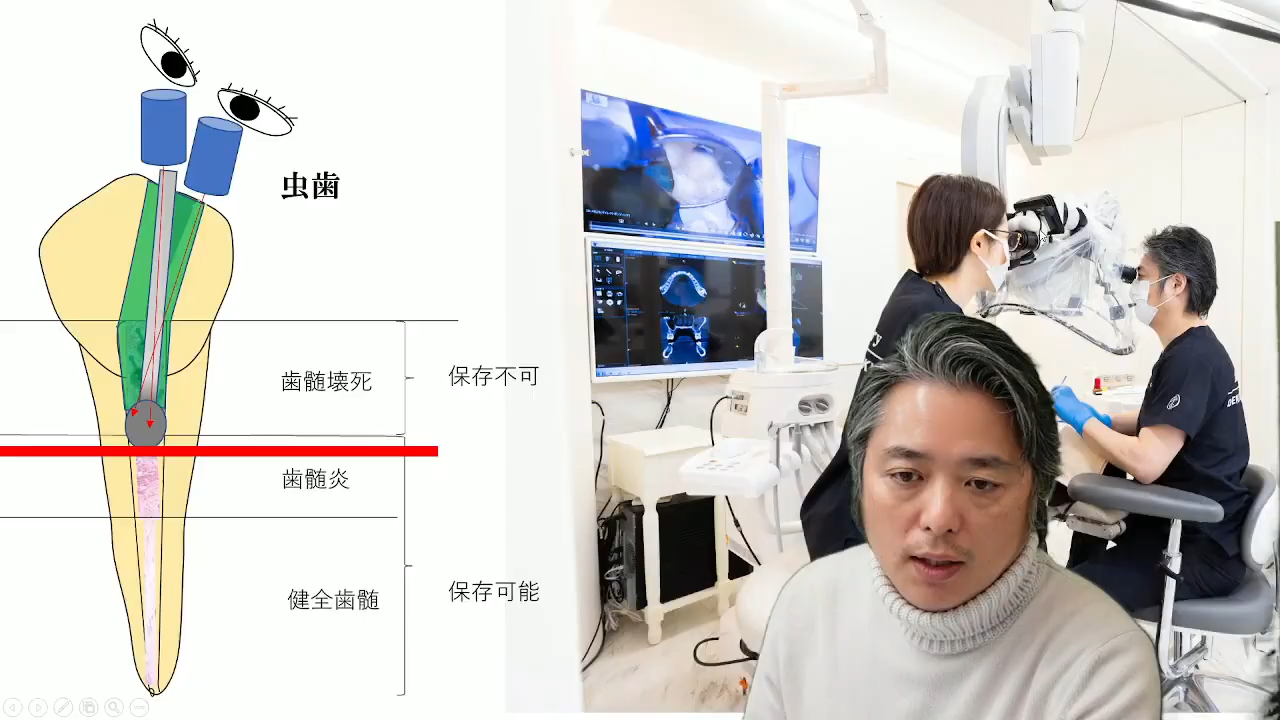 虫歯
歯髄壊死
保存不可
歯髄炎
健全歯髄
保存可能